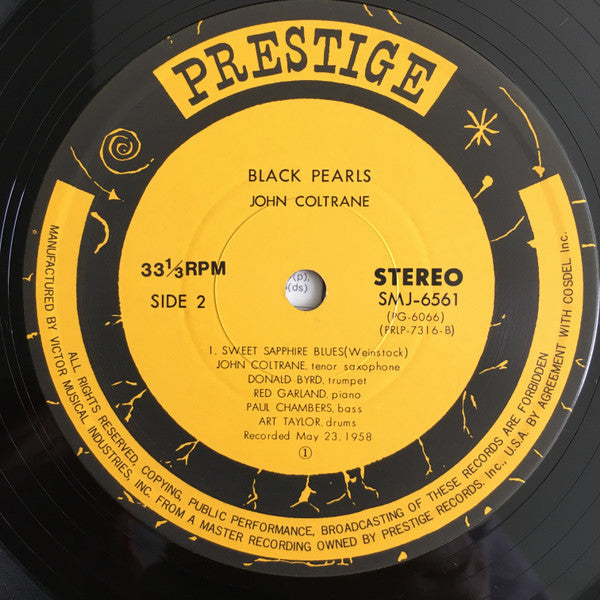 PRESTIGE
BLACK PEARLS
JOHN COLTRANE
33⅓RPM
SIDE 2
(p).
(ds)
STEREO
SMJ-6561
(PG-6066)
(PRLP-7316-B)
1. SWEET SAPPHIRE BLUES(Weinstock)
JOHN COLTRANE, tenor saxophone
DONALD BYRD, trumpet
RED GARLAND, piano
PAUL CHAMBERS, bass
ART TAYLOR, drums
Recorded May 23, 1958
①
MANUFACTURED BY VICTOR MUSICAL INDUSTRIES, INC. FROM A MASTER RECORDING OWNED BY PRESTIGE RECORDS, Inc., U.S.A. BY AGREEMENT WITH COSDEL Inc.
ALL RIGHTS RESERVED, COPYING, PUBLIC PERFORMANCE, BROADCASTING OF THESE RECORDS ARE FORBIDDEN